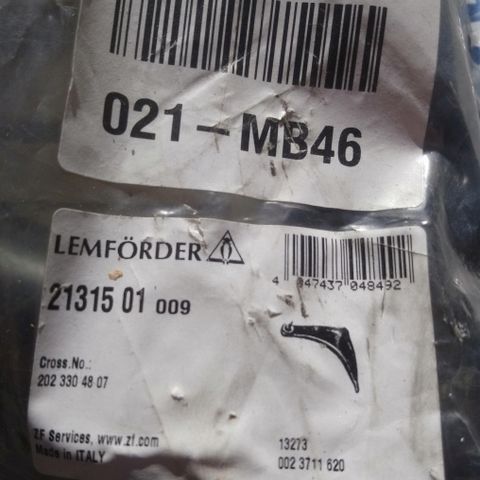 021-MB46
LEMFÖRDER
4 047437 048492
21315 01 009
Cross.No.:
202 330 48 07
ZF Services, www.zf.com
Made in ITALY
13273
002 3711 620